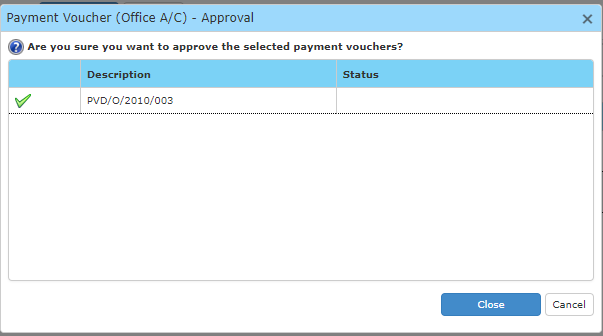 Payment Voucher (Office A/C) - Approval
Are you sure you want to approve the selected payment vouchers?
Description Status
PVD/O/2010/003
Close Cancel